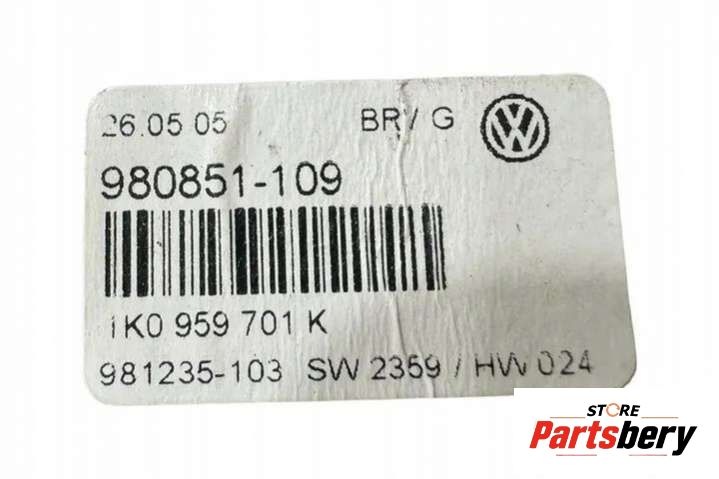 26.05.05 BR/G
980851-109
1K0 959 701 K
981235-103 SW 2359 / HW 024
STORE
Partsbery